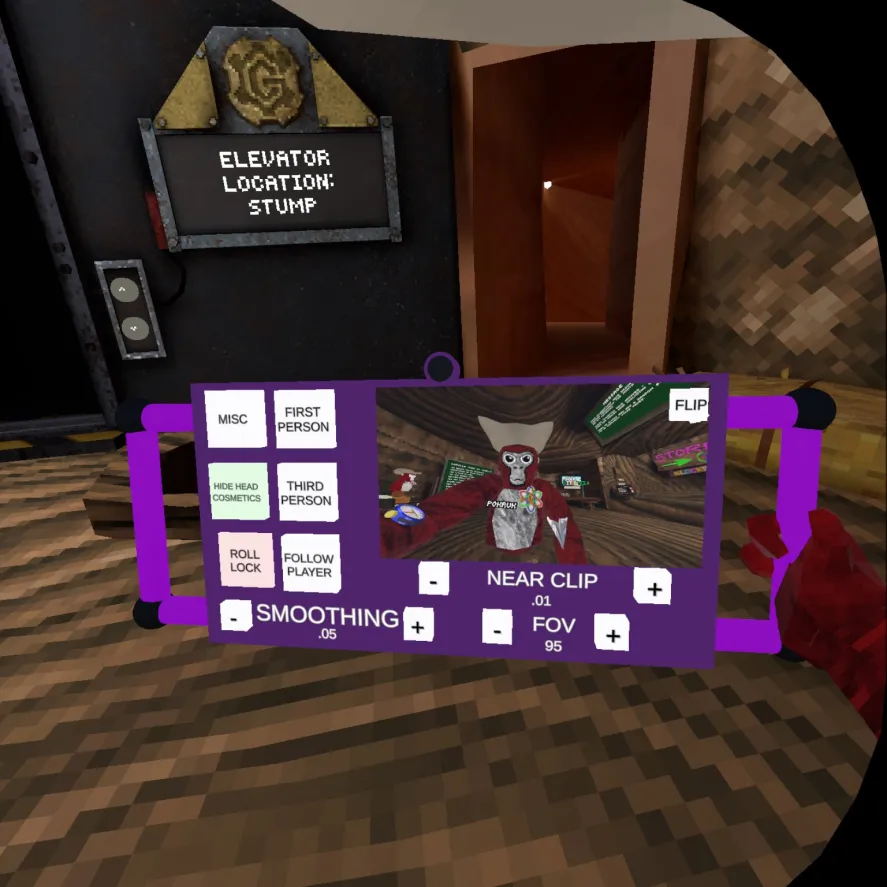 ELEVATOR
LOCATION:
STUMP
MISC
FIRST
PERSON
FLIP
HIDE HEAD
COSMETICS
THIRD
PERSON
ROLL
LOCK
FOLLOW
PLAYER
-
NEAR CLIP
.01
+
-
SMOOTHING
.05
+
-
FOV
95
+